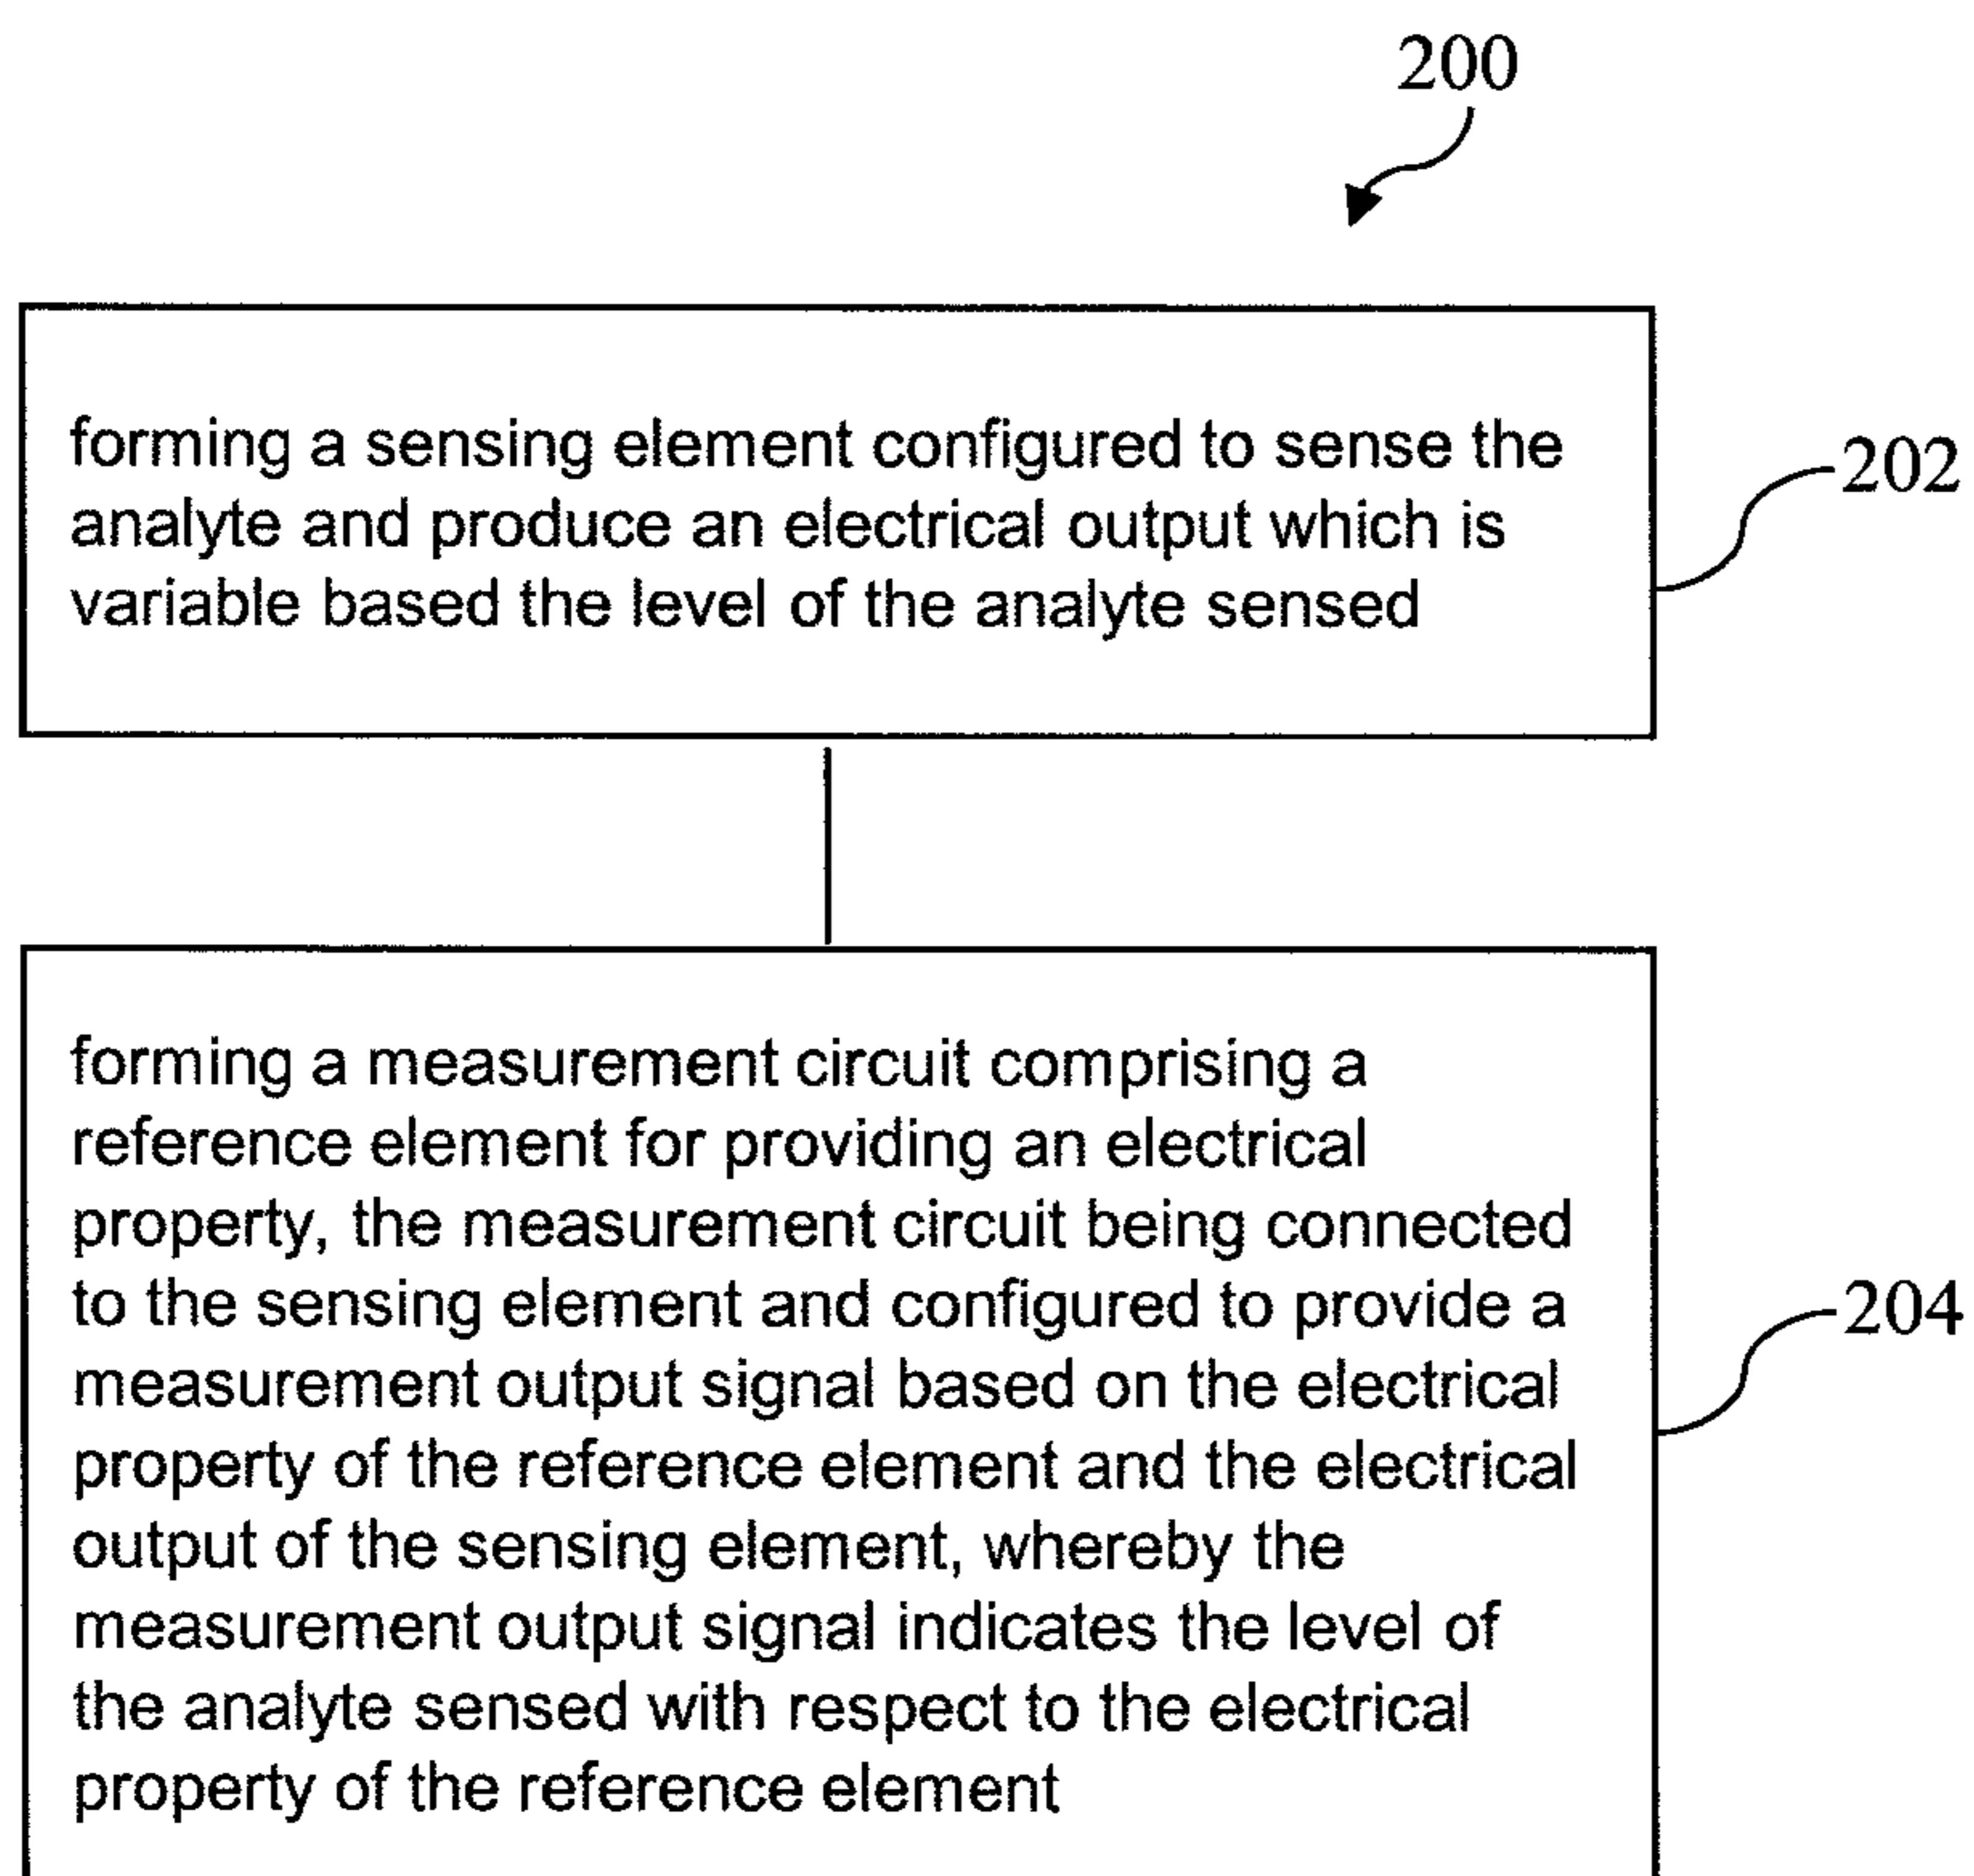 200
forming a sensing element configured to sense the
analyte and produce an electrical output which is
variable based the level of the analyte sensed
202
forming a measurement circuit comprising a
reference element for providing an electrical
property, the measurement circuit being connected
to the sensing element and configured to provide a
measurement output signal based on the electrical
property of the reference element and the electrical
output of the sensing element, whereby the
measurement output signal indicates the level of
the analyte sensed with respect to the electrical
property of the reference element
204